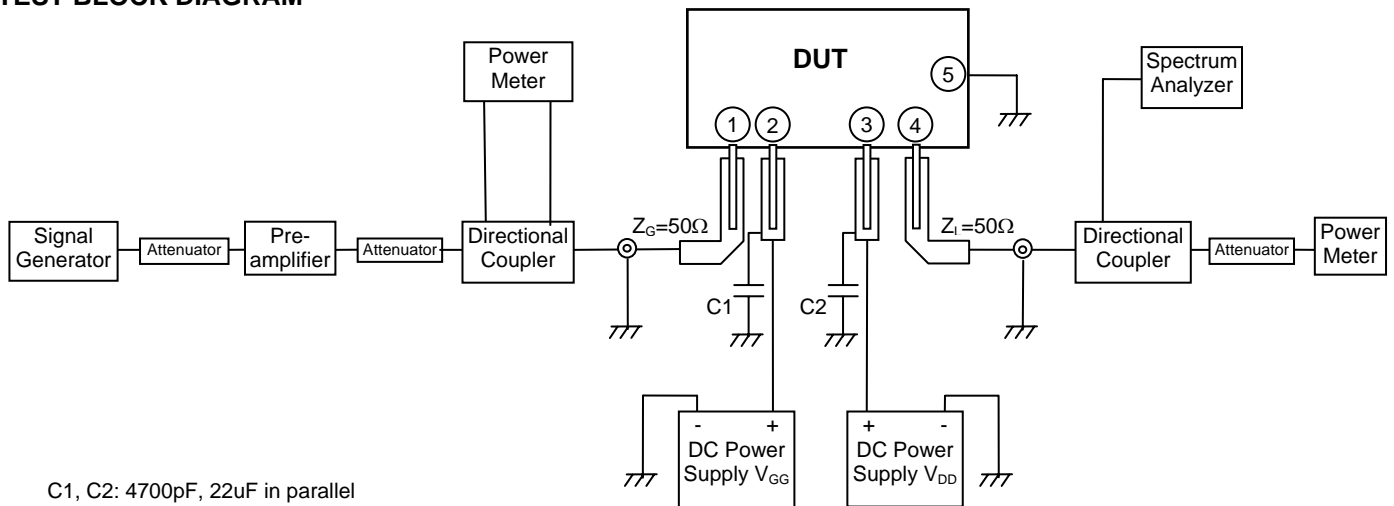 TEST BLOCK DIAGRAM
Power
Meter
DUT
5
Spectrum
Analyzer
1
2
3
4
Signal
Generator
Attenuator
Pre-
amplifier
Attenuator
Directional
Coupler
ZG=50Ω
ZL=50Ω
Directional
Coupler
Attenuator
Power
Meter
C1
C2
- +
DC Power
Supply VGG
+ -
DC Power
Supply VDD
C1, C2: 4700pF, 22uF in parallel